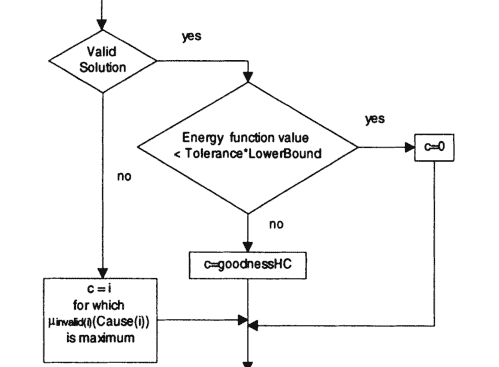 yes
Valid
Solution
yes
Energy function value
< Tolerance*LowerBound
c=0
no
no
c=goodnessHC
c = i
for which
μinvalid(i)(Cause(i))
is maximum